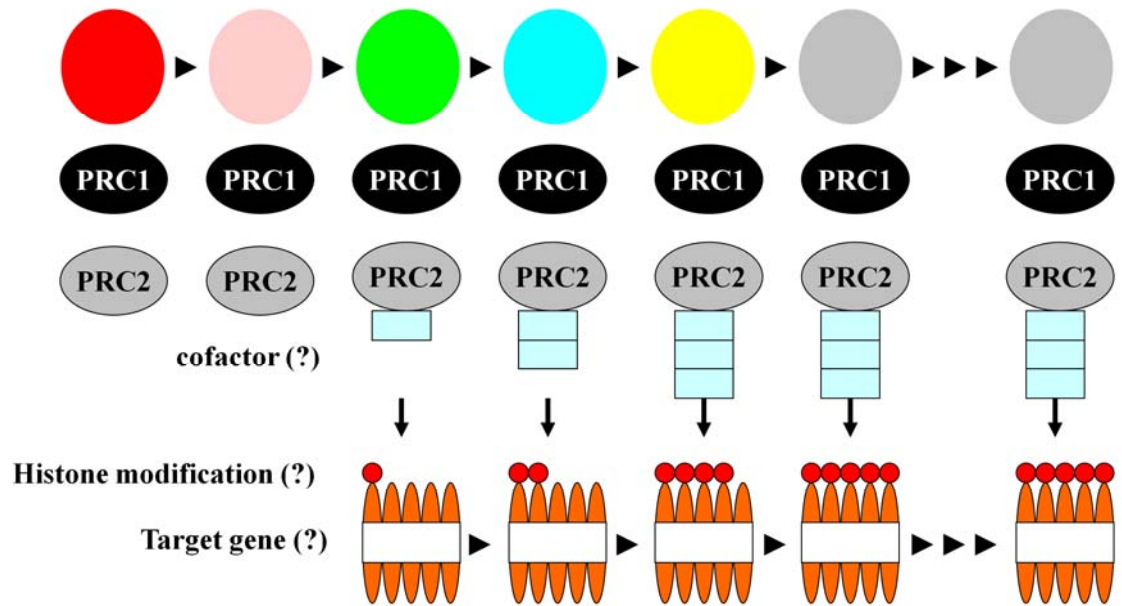 PRC1 PRC1 PRC1 PRC1 PRC1 PRC1 PRC1
PRC2 PRC2 PRC2 PRC2 PRC2 PRC2 PRC2
cofactor (?)
Histone modification (?)
Target gene (?)